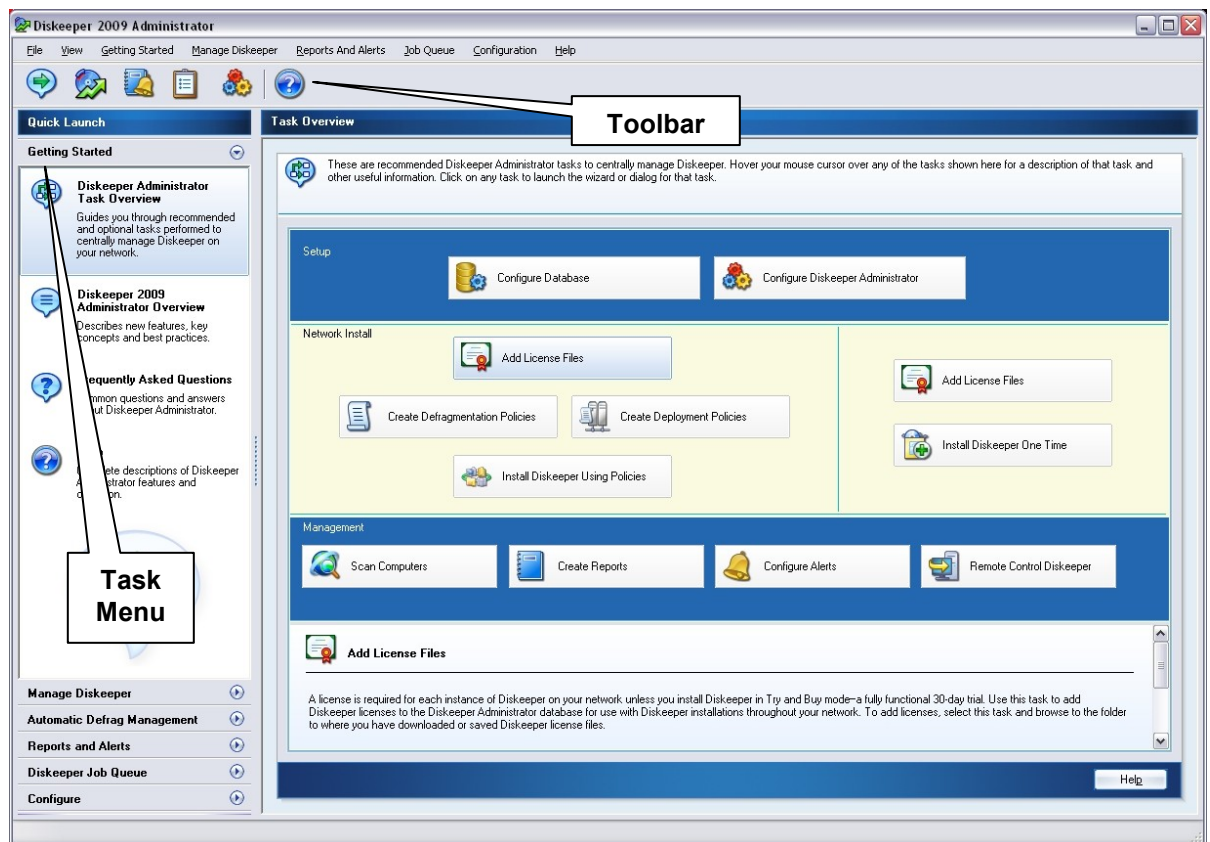 Diskeeper 2009 Administrator
File View Getting Started Manage Diskeeper Reports And Alerts Job Queue Configuration Help
Toolbar
Quick Launch
Getting Started
Diskeeper Administrator
Task Overview
Guides you through recommended
and optional tasks performed to
centrally manage Diskeeper on
your network.
Diskeeper 2009
Administrator Overview
Describes new features, key
concepts and best practices.
Frequently Asked Questions
questions and answers
Diskeeper Administrator.
descriptions of Diskeeper
features and
Task
Menu
Manage Diskeeper
Automatic Defrag Management
Reports and Alerts
Diskeeper Job Queue
Configure
Task Overview
These are recommended Diskeeper Administrator tasks to centrally manage Diskeeper. Hover your mouse cursor over any of the tasks shown here for a description of that task and
other useful information. Click on any task to launch the wizard or dialog for that task.
Setup
Configure Database
Configure Diskeeper Administrator
Network Install
Add License Files
Create Defragmentation Policies
Create Deployment Policies
Install Diskeeper Using Policies
Add License Files
Install Diskeeper One Time
Management
Scan Computers
Create Reports
Configure Alerts
Remote Control Diskeeper
Add License Files
A license is required for each instance of Diskeeper on your network unless you install Diskeeper in Try and Buy mode—a fully functional 30-day trial. Use this task to add
Diskeeper licenses to the Diskeeper Administrator database for use with Diskeeper installations throughout your network. To add licenses, select this task and browse to the folder
to where you have downloaded or saved Diskeeper license files.
Help